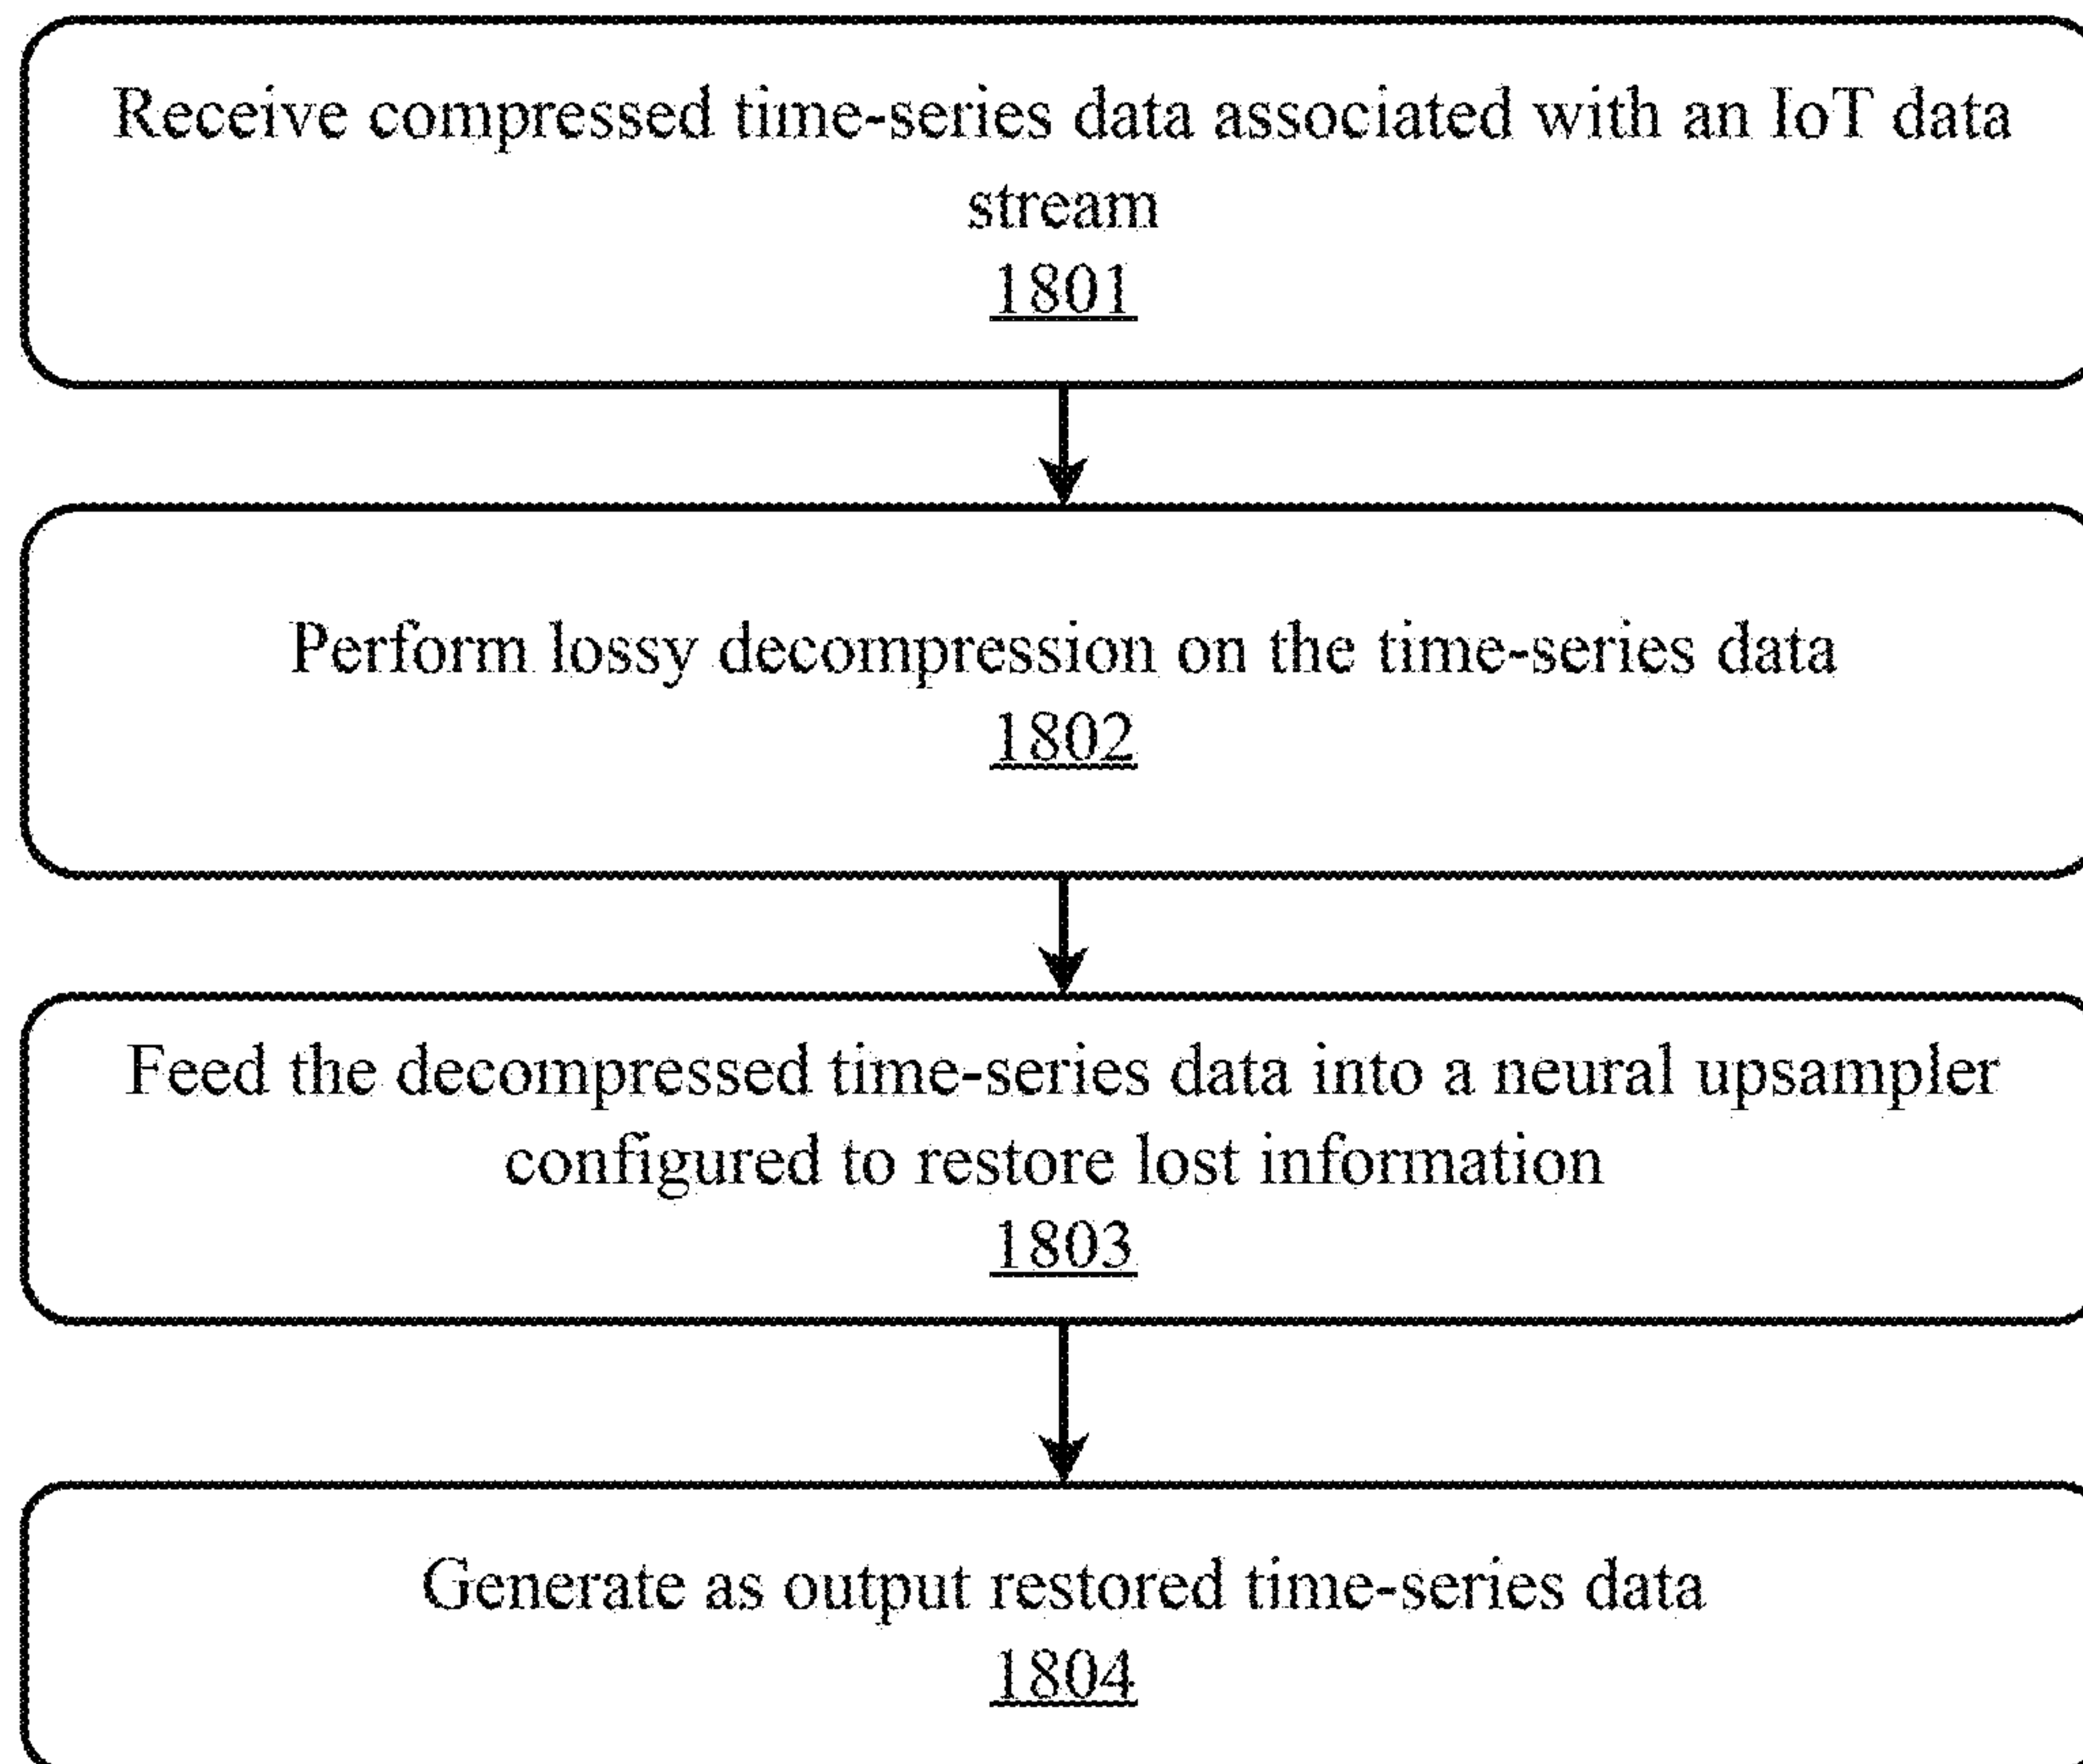 Receive compressed time-series data associated with an IoT data
stream
1801
Perform lossy decompression on the time-series data
1802
Feed the decompressed time-series data into a neural upsampler
configured to restore lost information
1803
Generate as output restored time-series data
1804